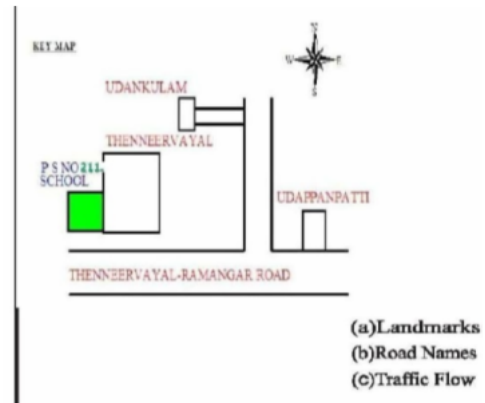 KEY MAP
N
W E
S
UDANKULAM
THENNEERVAYAL
P S NO 211,
SCHOOL
UDAPPANPATTI
THENNEERVAYAL-RAMANGAR ROAD
(a)Landmarks
(b)Road Names
(c)Traffic Flow